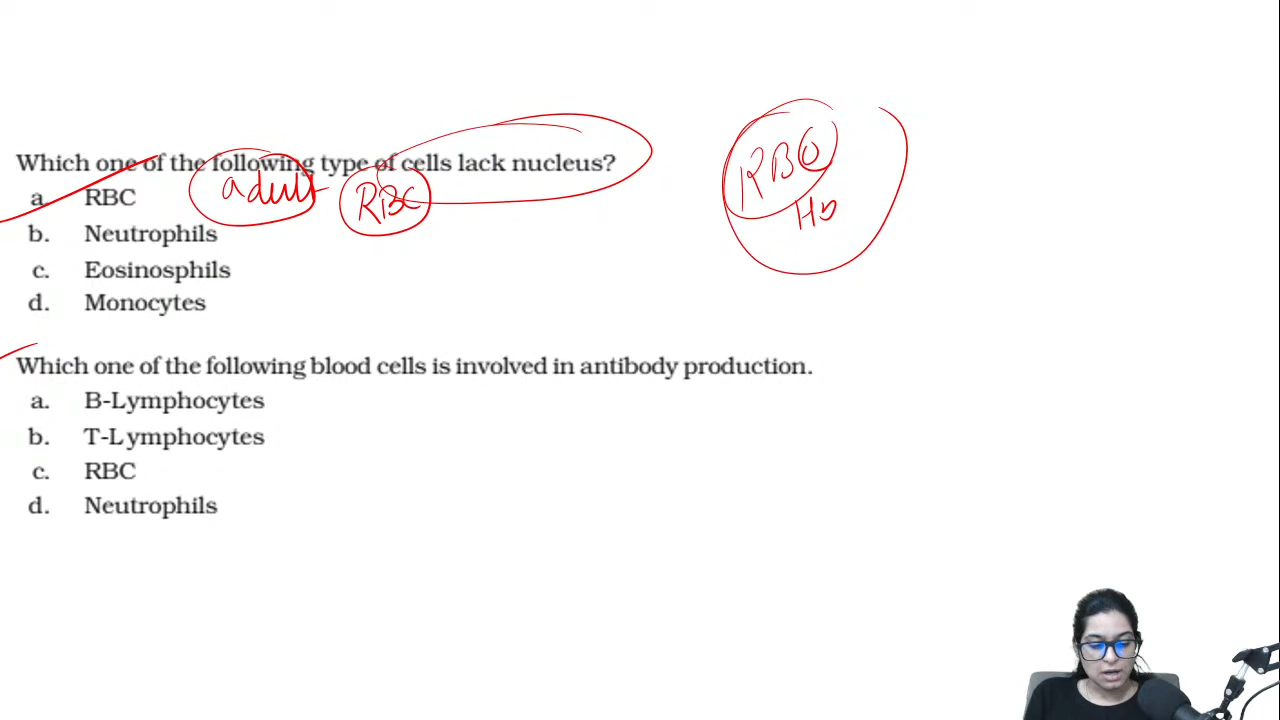 Which one of the following type of cells lack nucleus?
a. RBC adult RBC
b. Neutrophils
c. Eosinosphils
d. Monocytes
RBC
Hb
Which one of the following blood cells is involved in antibody production.
a. B-Lymphocytes
b. T-Lymphocytes
c. RBC
d. Neutrophils